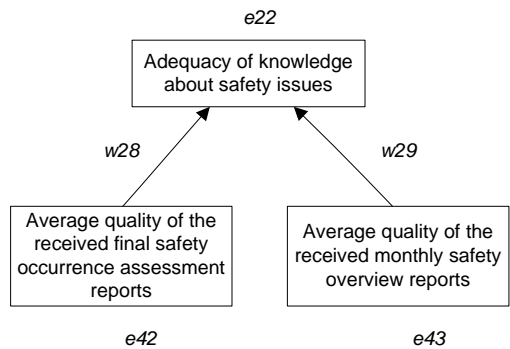 e22
Adequacy of knowledge
about safety issues
w28
w29
Average quality of the
received final safety
occurrence assessment
reports
Average quality of the
received monthly safety
overview reports
e42
e43